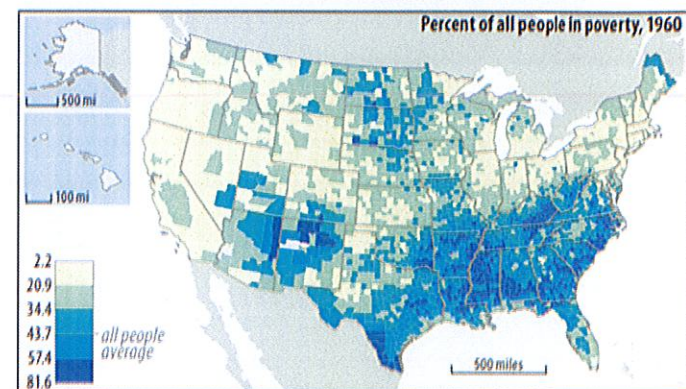 Percent of all people in poverty, 1960
500 mi
100 mi
2.2
20.9
34.4
43.7
57.4
81.6
all people
average
500 miles